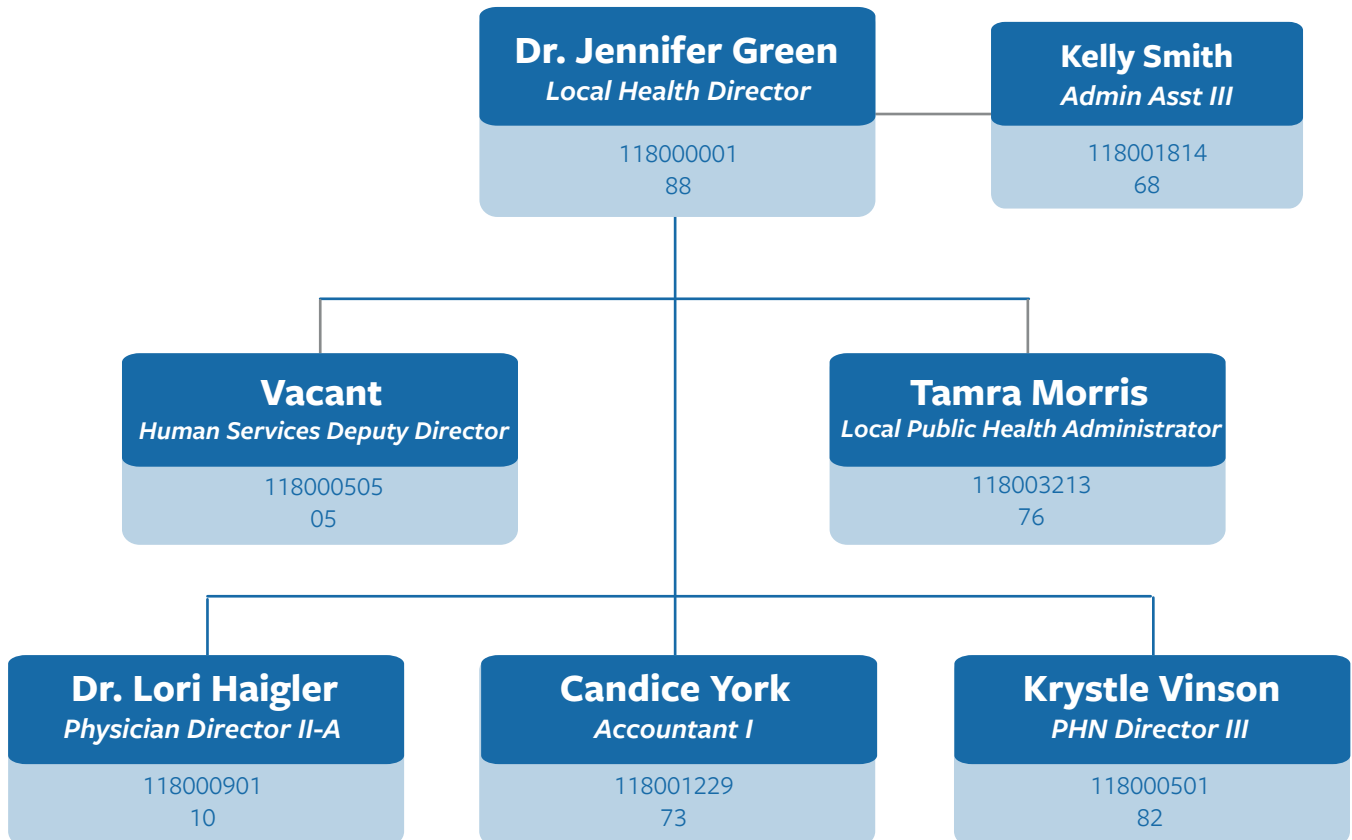 Dr. Jennifer Green
Local Health Director
118000001
88
Kelly Smith
Admin Asst III
118001814
68
Vacant
Human Services Deputy Director
118000505
05
Tamra Morris
Local Public Health Administrator
118003213
76
Dr. Lori Haigler
Physician Director II-A
118000901
10
Candice York
Accountant I
118001229
73
Krystle Vinson
PHN Director III
118000501
82